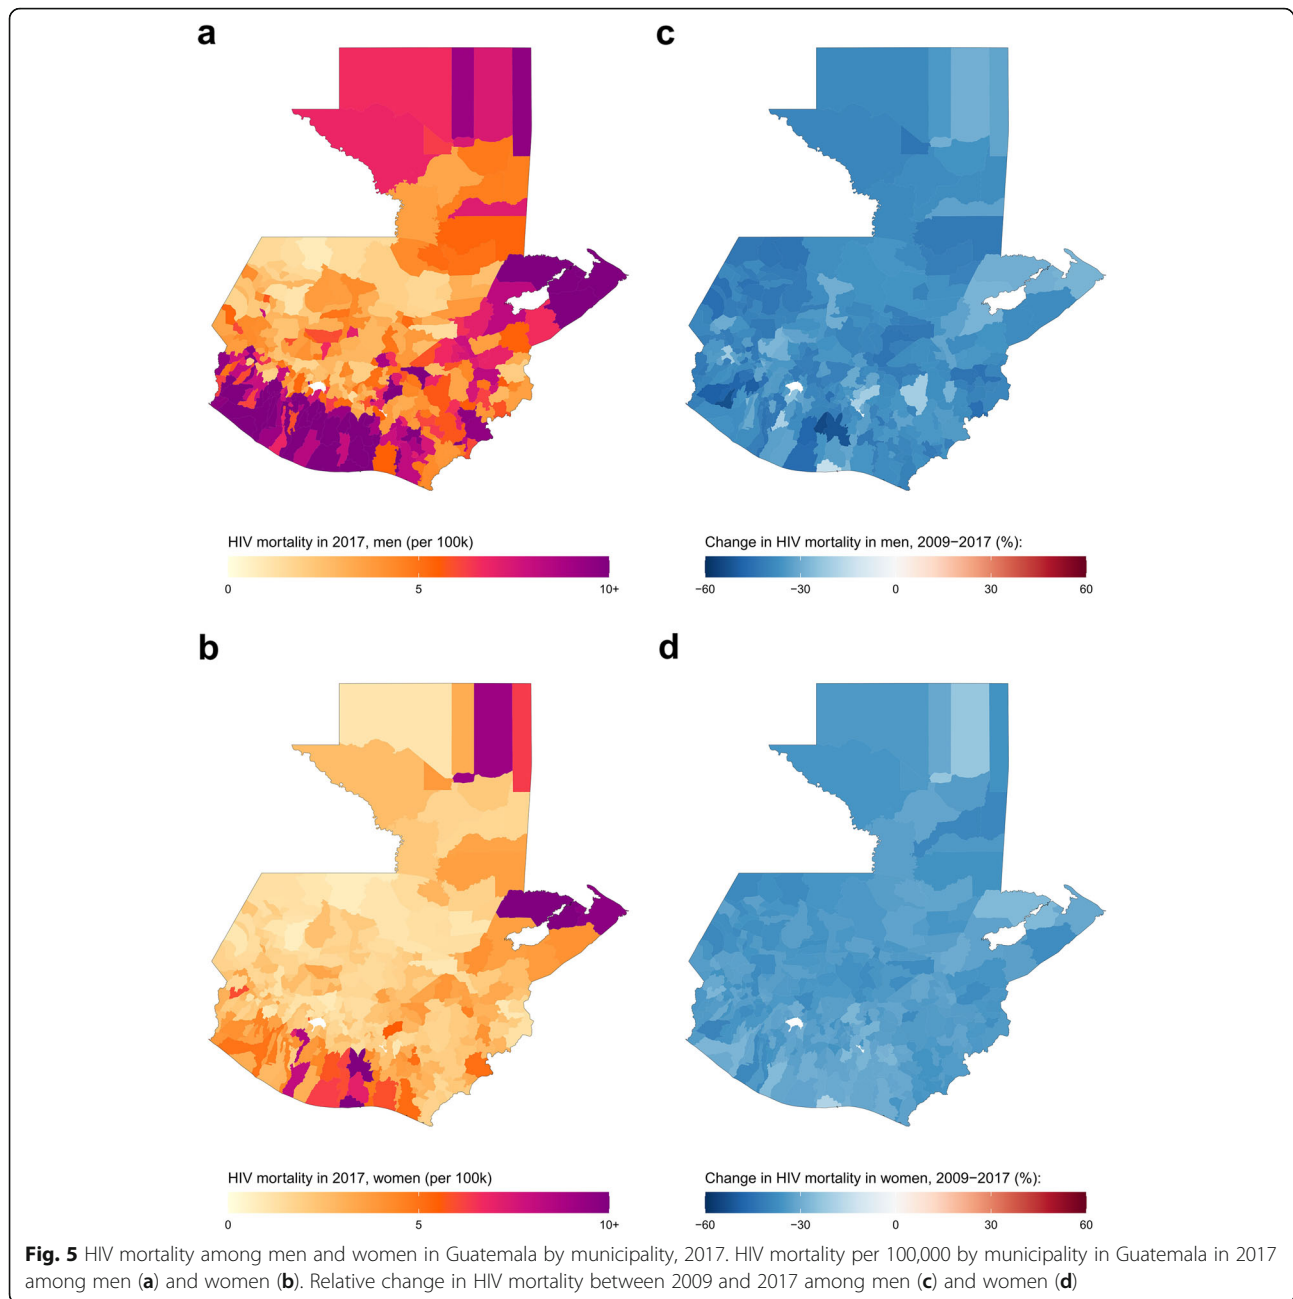 a
c
HIV mortality in 2017, men (per 100k)
0 5 10+
Change in HIV mortality in men, 2009−2017 (%):
−60 −30 0 30 60
b
d
HIV mortality in 2017, women (per 100k)
0 5 10+
Change in HIV mortality in women, 2009−2017 (%):
−60 −30 0 30 60
Fig. 5 HIV mortality among men and women in Guatemala by municipality, 2017. HIV mortality per 100,000 by municipality in Guatemala in 2017
among men (a) and women (b). Relative change in HIV mortality between 2009 and 2017 among men (c) and women (d)